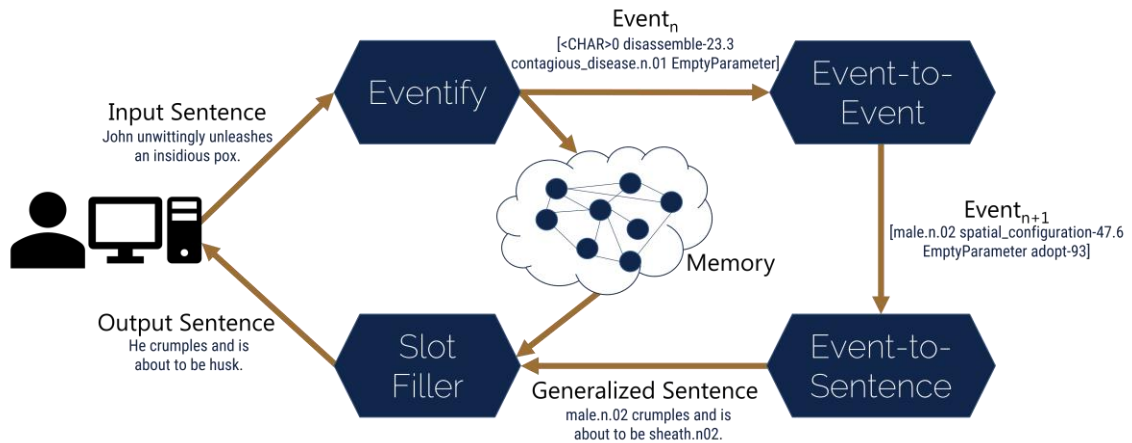 Event_n
[<CHAR>0 disassemble-23.3
contagious_disease.n.01 EmptyParameter]
Eventify
Event-to-
Event
Input Sentence
John unwittingly unleashes
an insidious pox.
Event_n+1
[male.n.02 spatial_configuration-47.6
EmptyParameter adopt-93]
Memory
Output Sentence
He crumples and is
about to be husk.
Slot
Filler
Event-to-
Sentence
Generalized Sentence
male.n.02 crumples and is
about to be sheath.n02.